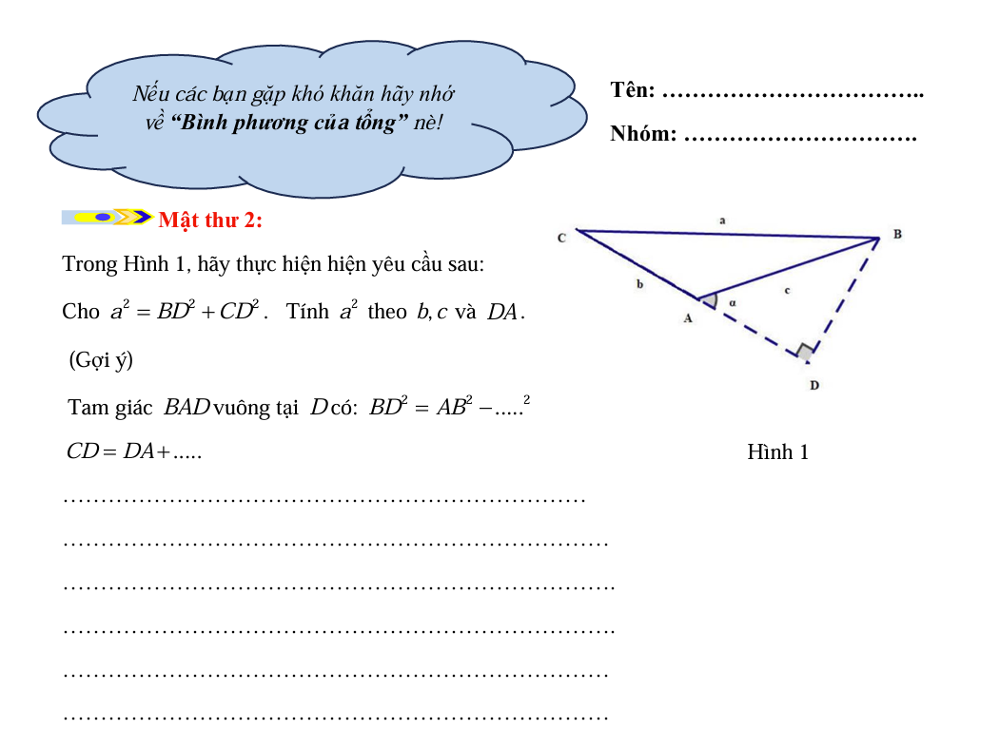 Nếu các bạn gặp khó khăn hãy nhớ
về “Bình phương của tổng” nè!
Tên: ……………………………..
Nhóm: ………………………….
Mật thư 2:
Trong Hình 1, hãy thực hiện hiện yêu cầu sau:
Cho a² = BD² + CD². Tính a² theo b, c và DA.
(Gợi ý)
Tam giác BAD vuông tại D có: BD² = AB² − .....²
CD = DA + .....
……………………………………………………………
………………………………………………………………
……………………………………………………………….
……………………………………………………………….
………………………………………………………………
………………………………………………………………
a
C
B
b
c
A
α
D
Hình 1